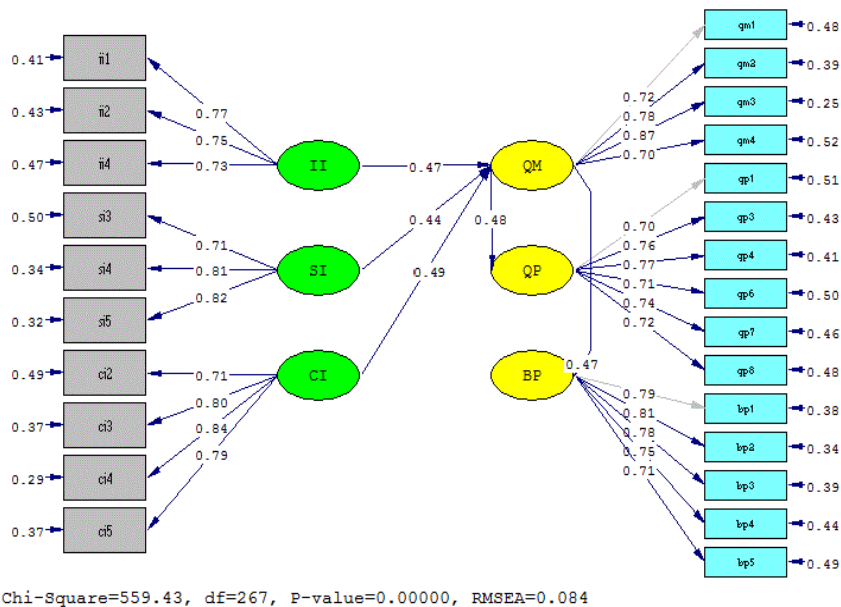 0.41 ii1
0.43 ii2
0.47 ii4
0.50 si3
0.34 si4
0.32 si5
0.49 ci2
0.37 ci3
0.29 ci4
0.37 ci5
0.77
0.75
0.73
0.71
0.81
0.82
0.71
0.80
0.84
0.79
II
SI
CI
0.47
0.44
0.49
0.48
QM
QP
BP
0.47
0.72
0.78
0.87
0.70
0.70
0.76
0.77
0.71
0.74
0.72
0.79
0.81
0.78
0.75
0.71
qm1 0.48
qm2 0.39
qm3 0.25
qm4 0.52
qp1 0.51
qp3 0.43
qp4 0.41
qp6 0.50
qp7 0.46
qp8 0.48
bp1 0.38
bp2 0.34
bp3 0.39
bp4 0.44
bp5 0.49
Chi-Square=559.43, df=267, P-value=0.00000, RMSEA=0.084